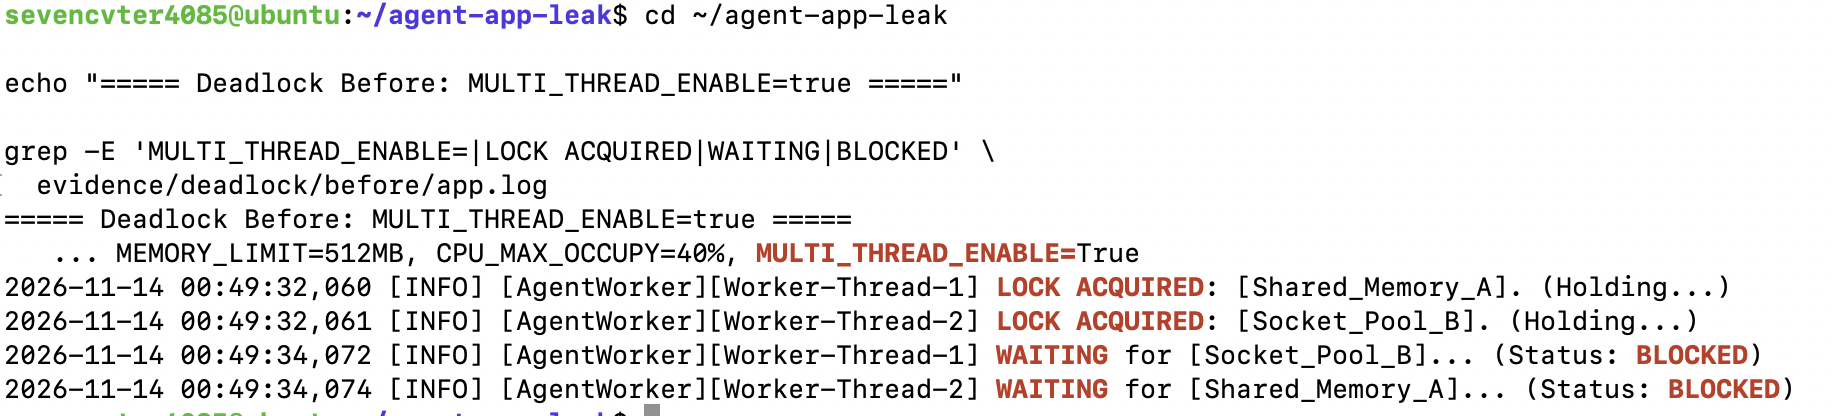 sevencvter4085@ubuntu:~/agent-app-leak$ cd ~/agent-app-leak
echo "===== Deadlock Before: MULTI_THREAD_ENABLE=true ====="
grep -E 'MULTI_THREAD_ENABLE=|LOCK ACQUIRED|WAITING|BLOCKED' \
evidence/deadlock/before/app.log
===== Deadlock Before: MULTI_THREAD_ENABLE=true =====
... MEMORY_LIMIT=512MB, CPU_MAX_OCCUPY=40%, MULTI_THREAD_ENABLE=True
2026-11-14 00:49:32,060 [INFO] [AgentWorker][Worker-Thread-1] LOCK ACQUIRED: [Shared_Memory_A]. (Holding...)
2026-11-14 00:49:32,061 [INFO] [AgentWorker][Worker-Thread-2] LOCK ACQUIRED: [Socket_Pool_B]. (Holding...)
2026-11-14 00:49:34,072 [INFO] [AgentWorker][Worker-Thread-1] WAITING for [Socket_Pool_B]... (Status: BLOCKED)
2026-11-14 00:49:34,074 [INFO] [AgentWorker][Worker-Thread-2] WAITING for [Shared_Memory_A]... (Status: BLOCKED)